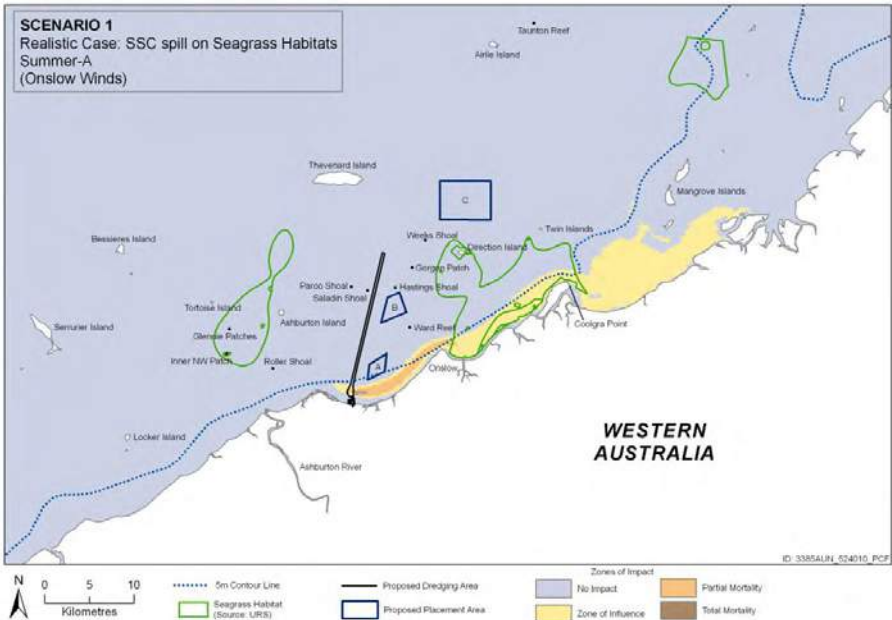 SCENARIO 1
Realistic Case: SSC spill on Seagrass Habitats
Summer-A
(Onslow Winds)
Taunton Reef
Airlie Island
Thevenard Island
Mangrove Islands
C
Bessieres Island
Weeks Shoal
Twin Islands
Direction Island
Gorgon Patch
Paroo Shoal
Hastings Shoal
Saladin Shoal
Tortoise Island
B
Ashburton Island
Serrurier Island
Glennie Patches
Ward Reef
Coolgra Point
Inner NW Patch
Roller Shoal
A
Onslow
Locker Island
WESTERN
AUSTRALIA
Ashburton River
ID: 3385AUN_524010_PCF
N
0 5 10
Kilometres
5m Contour Line
Seagrass Habitat
(Source: URS)
Proposed Dredging Area
Proposed Placement Area
Zones of Impact
No Impact
Zone of Influence
Partial Mortality
Total Mortality